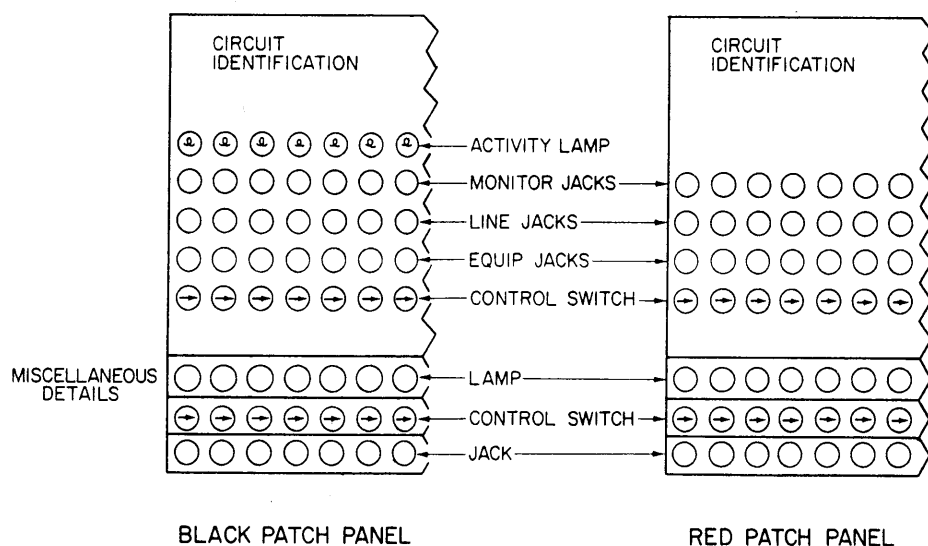 CIRCUIT
IDENTIFICATION
CIRCUIT
IDENTIFICATION
ACTIVITY LAMP
MONITOR JACKS
LINE JACKS
EQUIP JACKS
CONTROL SWITCH
MISCELLANEOUS
DETAILS
LAMP
CONTROL SWITCH
JACK
BLACK PATCH PANEL
RED PATCH PANEL